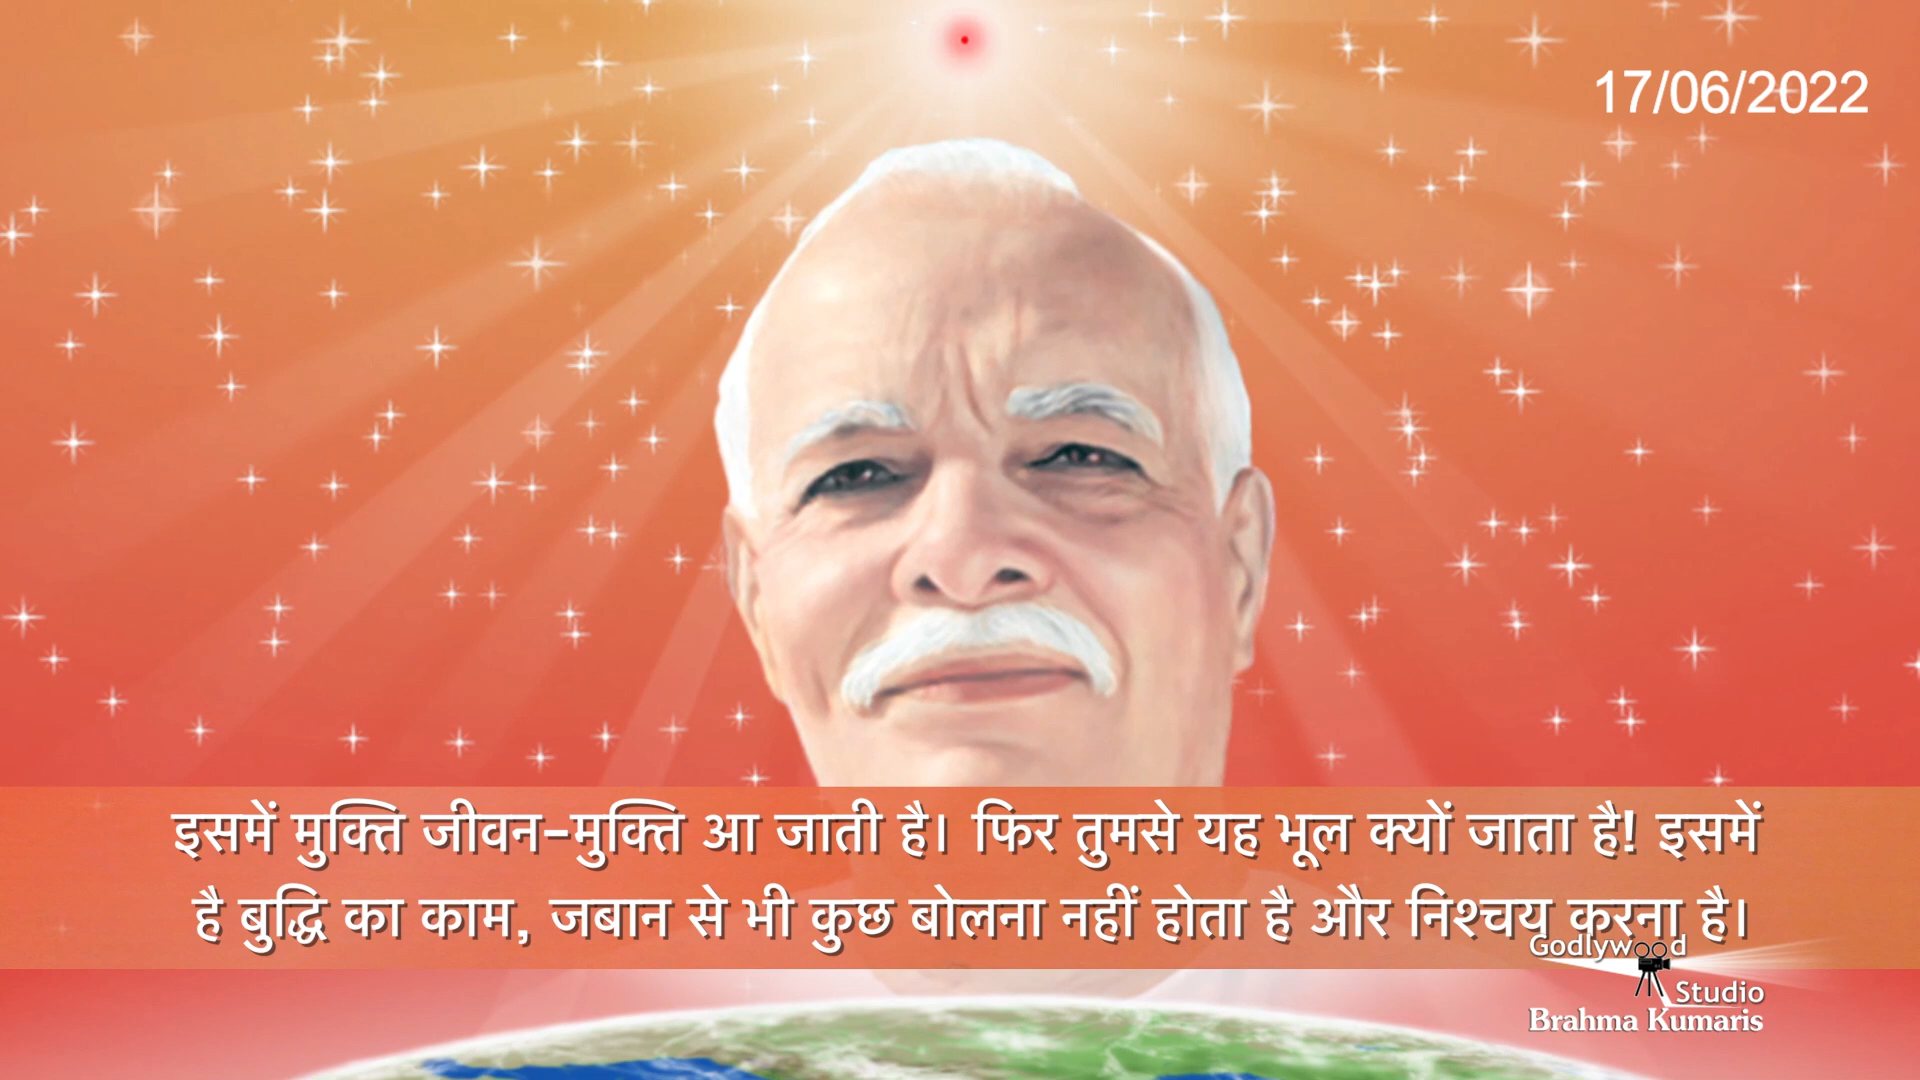 17/06/2022
इसमें मुक्ति जीवन-मुक्ति आ जाती है। फिर तुमसे यह भूल क्यों जाता है! इसमें
है बुद्धि का काम, जबान से भी कुछ बोलना नहीं होता है और निश्चय करना है।
Godlywood
Studio
Brahma Kumaris